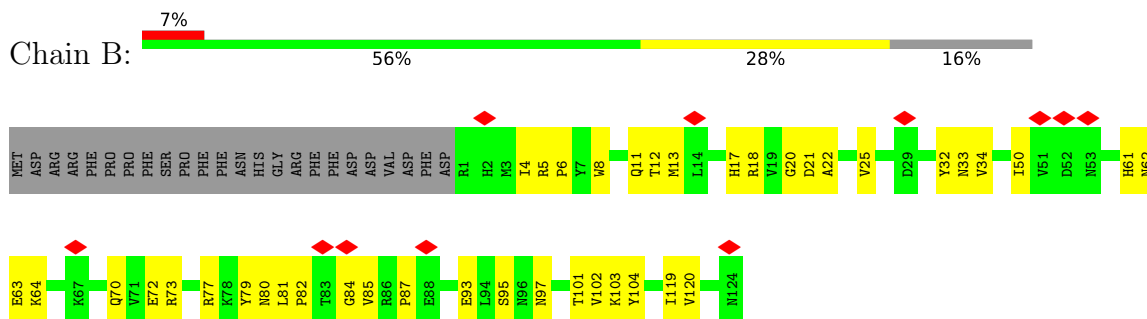 7%
Chain B:
56% 28% 16%
MET ASP ARG ARG PHE PRO PRO PHE SER PRO PHE PHE ASN HIS GLY ARG PHE PHE ASP ASP VAL ASP PHE ASP R1 H2 M3 I4 R5 P6 Y7 W8 Q11 T12 M13 L14 H17 R18 V19 G20 D21 A22 V25 D29 Y32 N33 V34 I50 V51 D52 N53 H61 N62
E63 K64 K67 Q70 V71 E72 R73 R77 K78 Y79 N80 L81 P82 T83 G84 V85 R86 P87 E88 E93 L94 S95 N96 N97 T101 V102 K103 Y104 I119 V120 N124